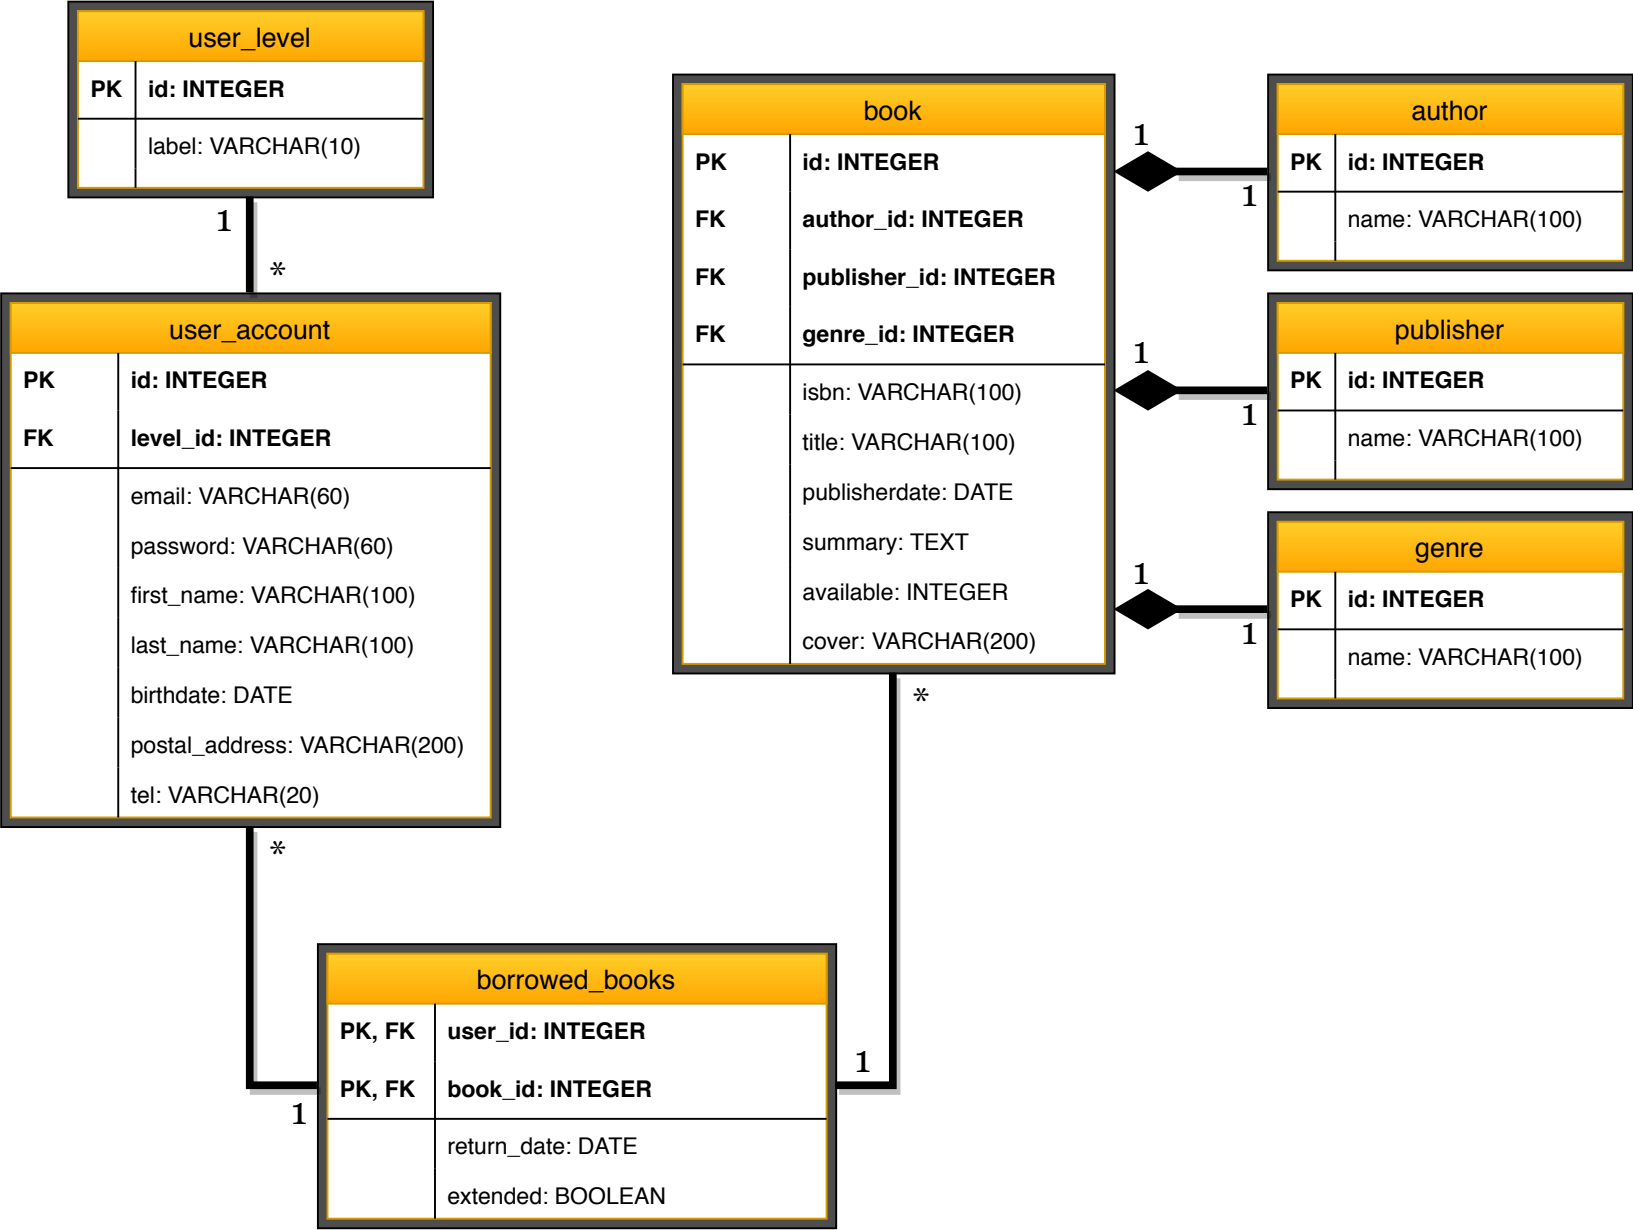 user_level
PK id: INTEGER
label: VARCHAR(10)
1
*
user_account
PK id: INTEGER
FK level_id: INTEGER
email: VARCHAR(60)
password: VARCHAR(60)
first_name: VARCHAR(100)
last_name: VARCHAR(100)
birthdate: DATE
postal_address: VARCHAR(200)
tel: VARCHAR(20)
*
1
borrowed_books
PK, FK user_id: INTEGER
PK, FK book_id: INTEGER
return_date: DATE
extended: BOOLEAN
1
*
book
PK id: INTEGER
FK author_id: INTEGER
FK publisher_id: INTEGER
FK genre_id: INTEGER
isbn: VARCHAR(100)
title: VARCHAR(100)
publisherdate: DATE
summary: TEXT
available: INTEGER
cover: VARCHAR(200)
1
1
author
PK id: INTEGER
name: VARCHAR(100)
1
1
publisher
PK id: INTEGER
name: VARCHAR(100)
1
1
genre
PK id: INTEGER
name: VARCHAR(100)